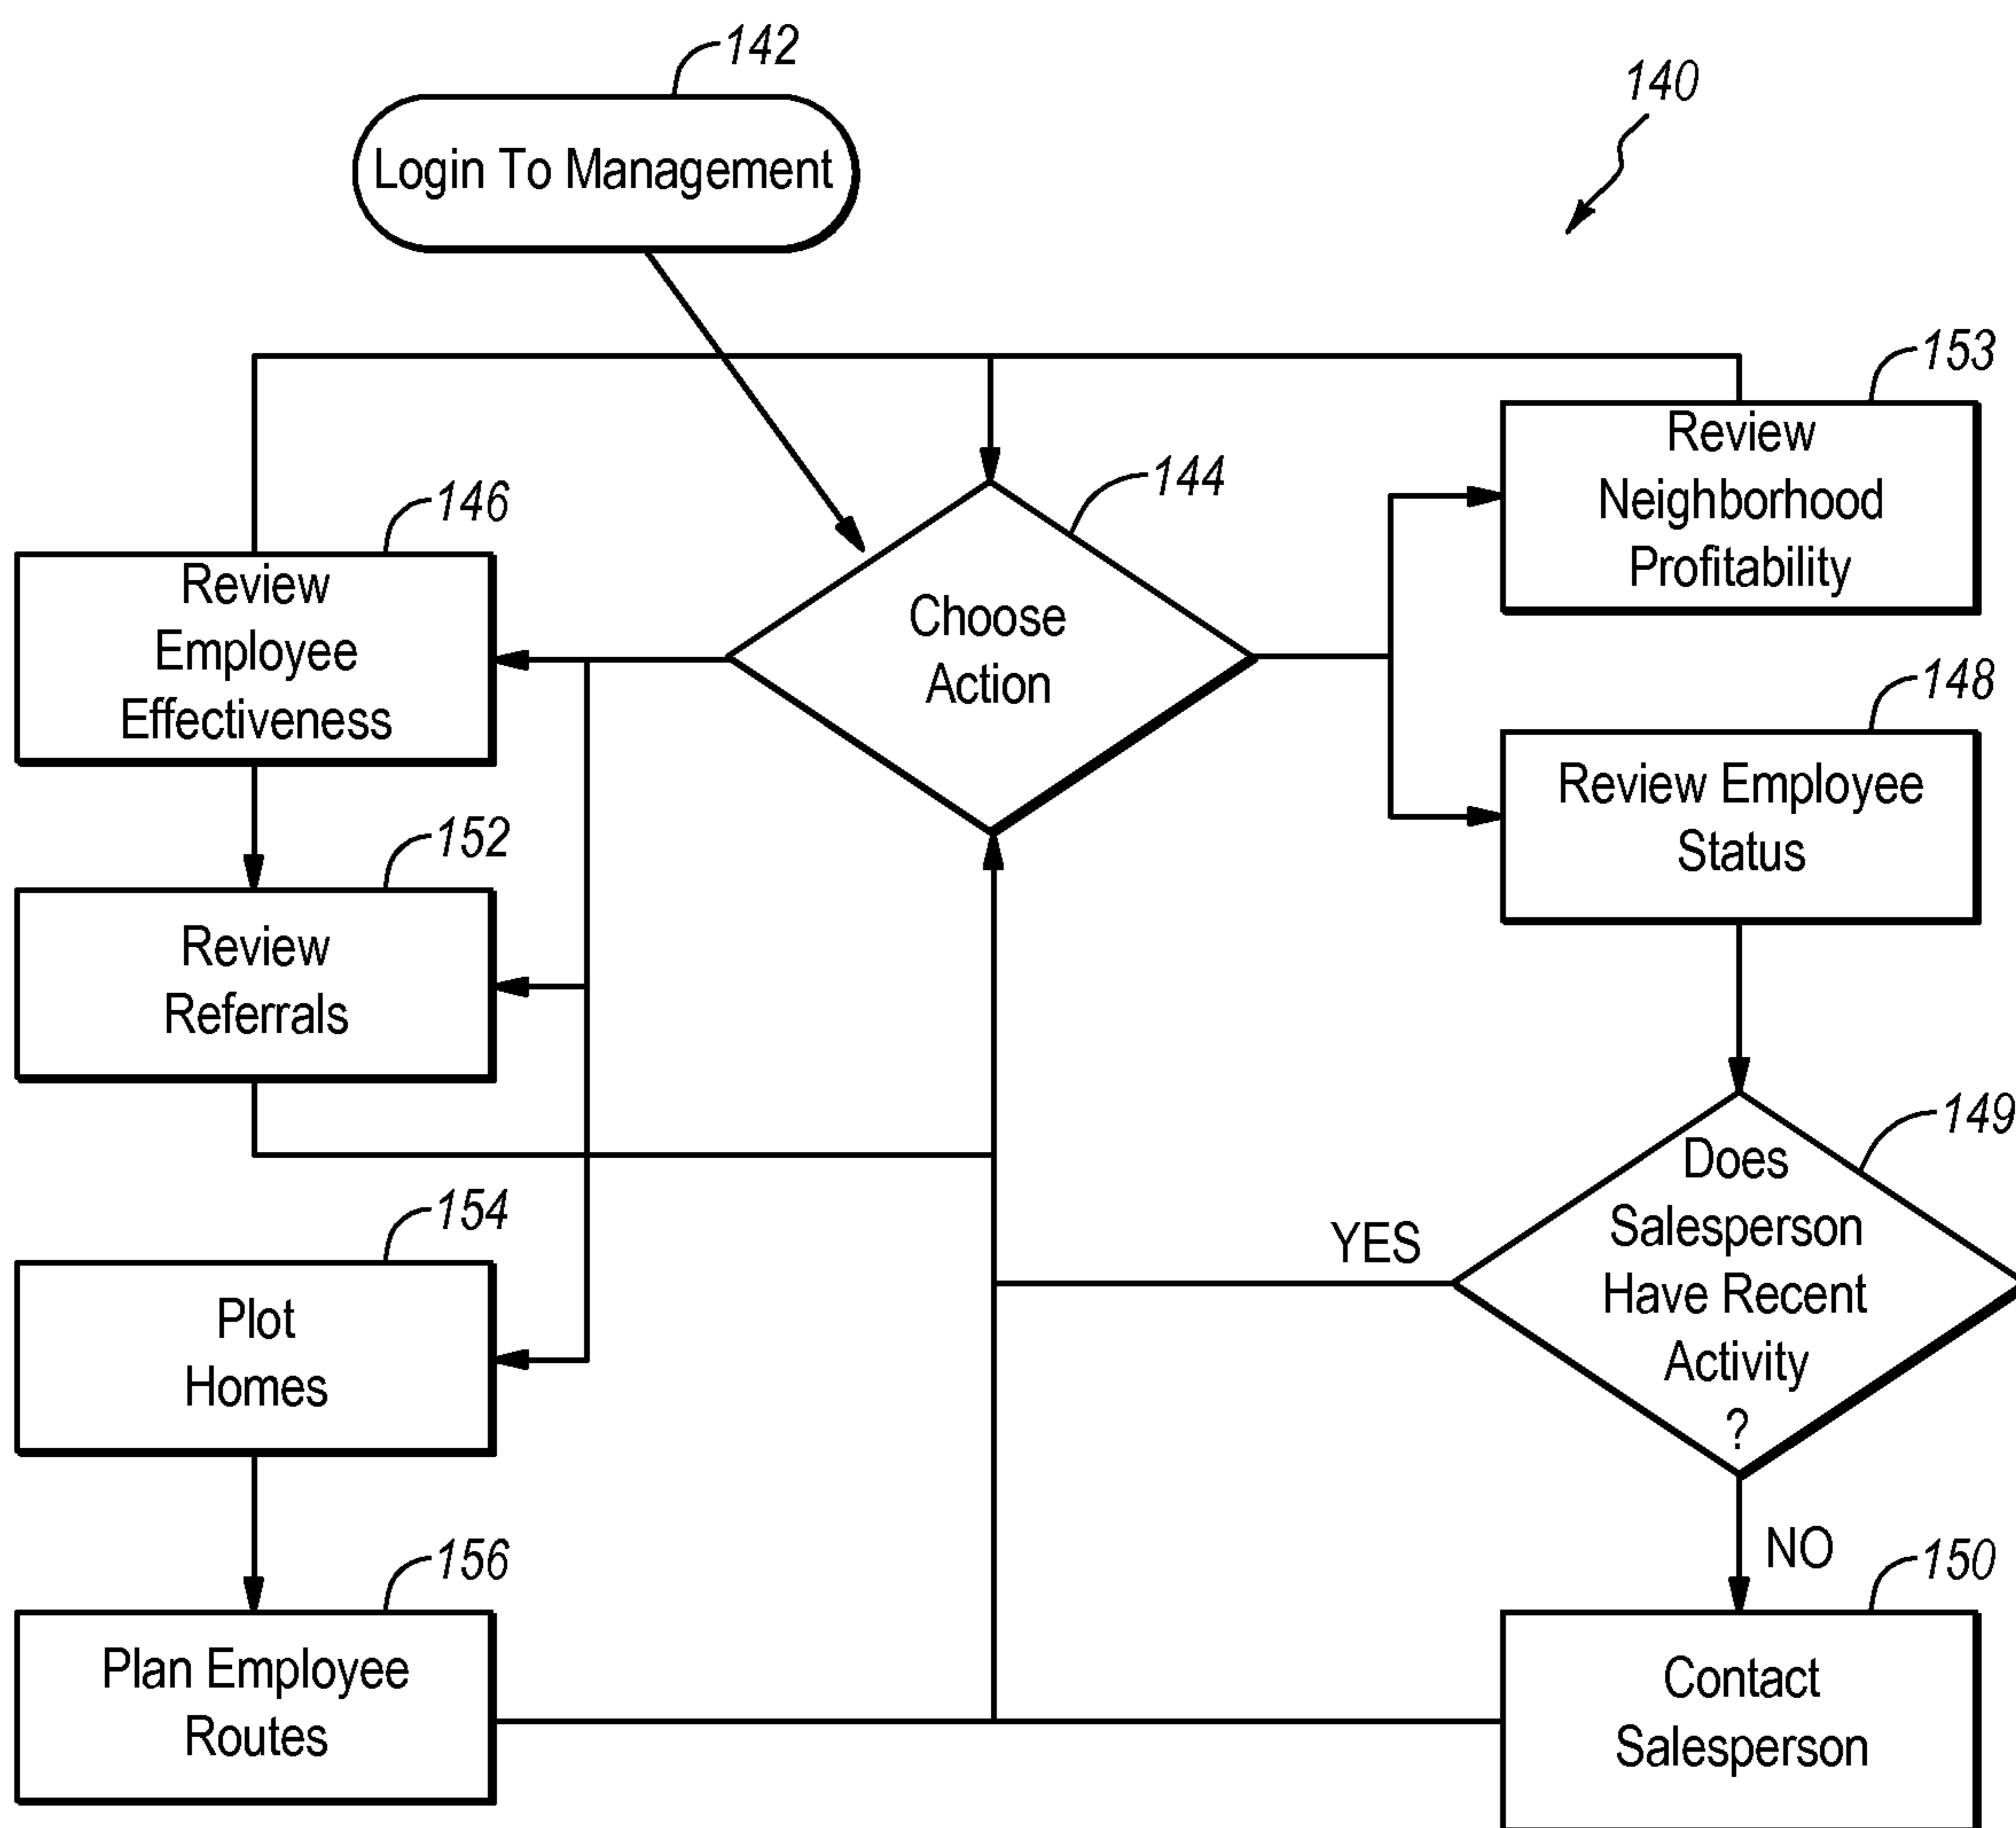 142
Login To Management
140
153
Review
Neighborhood
Profitability
144
Choose
Action
146
Review
Employee
Effectiveness
148
Review Employee
Status
152
Review
Referrals
149
Does
Salesperson
Have Recent
Activity
?
YES
NO
154
Plot
Homes
156
Plan Employee
Routes
150
Contact
Salesperson